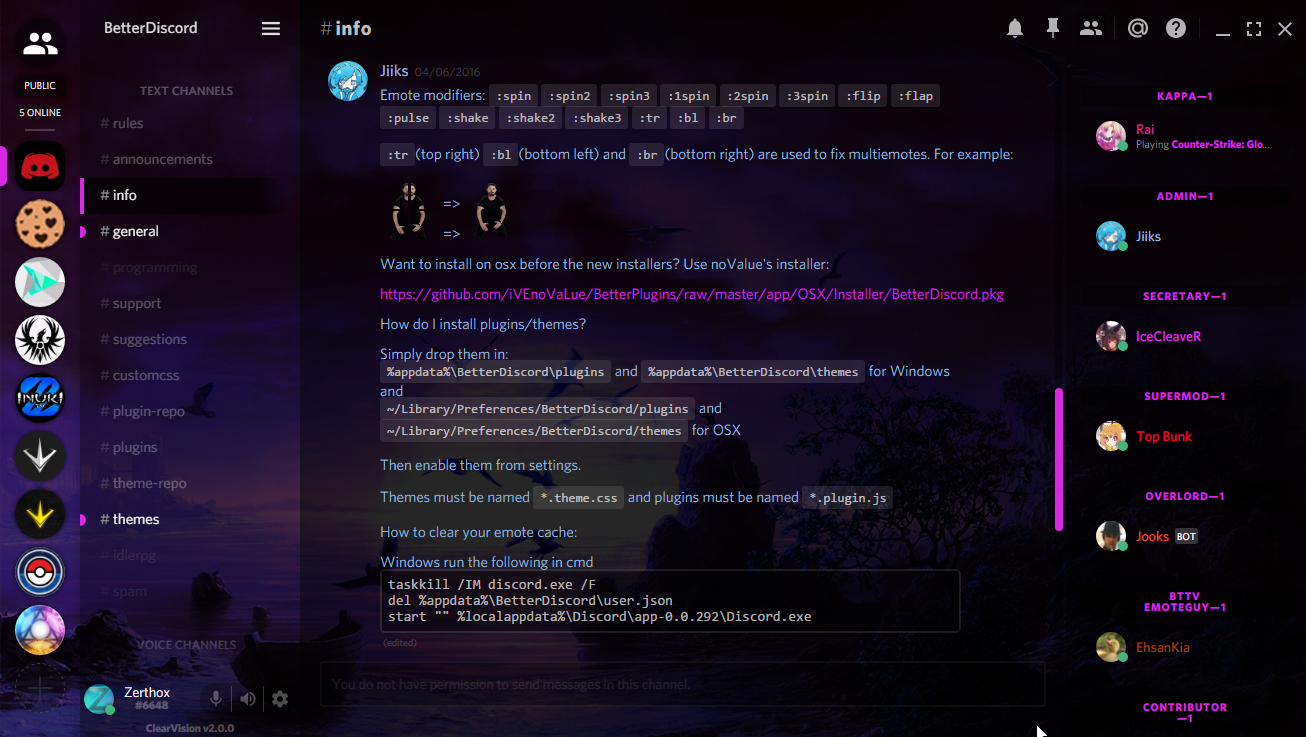 PUBLIC
5 ONLINE
BetterDiscord
TEXT CHANNELS
# rules
# announcements
# info
# general
# programming
# support
# suggestions
# customcss
# plugin-repo
# plugins
# theme-repo
# themes
# idlerpg
# spam
VOICE CHANNELS
Zerthox
#6648
ClearVision v2.0.0
# info
Jiiks 04/06/2016
Emote modifiers: :spin :spin2 :spin3 :1spin :2spin :3spin :flip :flap
:pulse :shake :shake2 :shake3 :tr :bl :br
:tr (top right) :bl (bottom left) and :br (bottom right) are used to fix multiemotes. For example:
=>
=>
Want to install on osx before the new installers? Use noValue's installer:
https://github.com/iVEnoVaLue/BetterPlugins/raw/master/app/OSX/Installer/BetterDiscord.pkg
How do I install plugins/themes?
Simply drop them in:
%appdata%\BetterDiscord\plugins and %appdata%\BetterDiscord\themes for Windows
and
~/Library/Preferences/BetterDiscord/plugins and
~/Library/Preferences/BetterDiscord/themes for OSX
Then enable them from settings.
Themes must be named *.theme.css and plugins must be named *.plugin.js
How to clear your emote cache:
Windows run the following in cmd
taskkill /IM discord.exe /F
del %appdata%\BetterDiscord\user.json
start "" %localappdata%\Discord\app-0.0.292\Discord.exe
(edited)
You do not have permission to send messages in this channel.
KAPPA—1
Rai
Playing Counter-Strike: Glo...
ADMIN—1
Jiiks
SECRETARY—1
IceCleaveR
SUPERMOD—1
Top Bunk
OVERLORD—1
Jooks BOT
BTTV
EMOTEGUY—1
EhsanKia
CONTRIBUTOR
—1